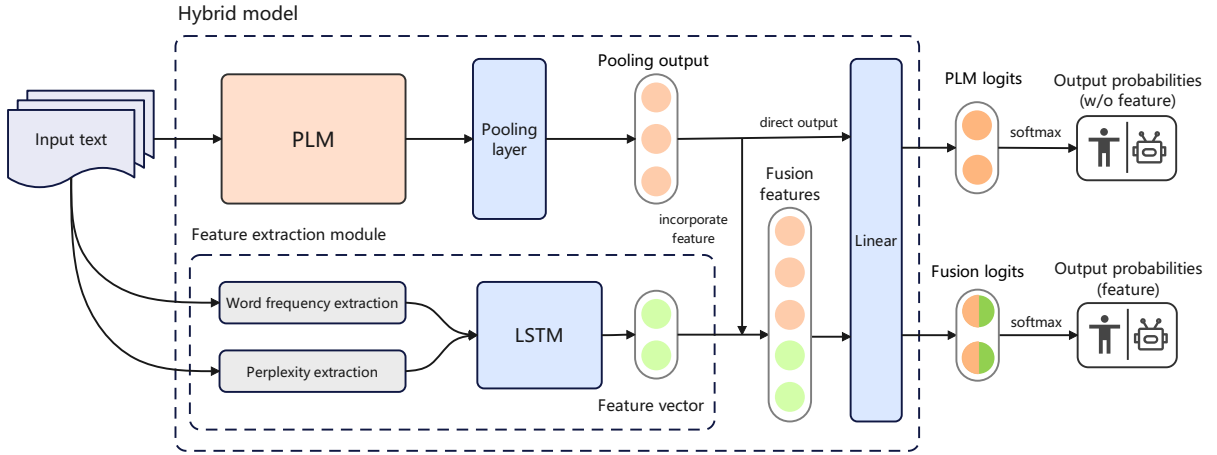 Hybrid model
Input text
PLM
Pooling
layer
Pooling output
direct output
incorporate
feature
Fusion
features
Linear
PLM logits
softmax
Output probabilities
(w/o feature)
Feature extraction module
Word frequency extraction
Perplexity extraction
LSTM
Feature vector
Fusion logits
softmax
Output probabilities
(feature)